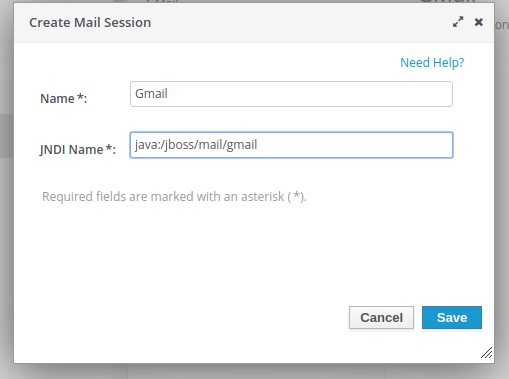 Create Mail Session
Need Help?
Name *:
Gmail
JNDI Name *:
java:/jboss/mail/gmail
Required fields are marked with an asterisk ( * ).
Cancel
Save